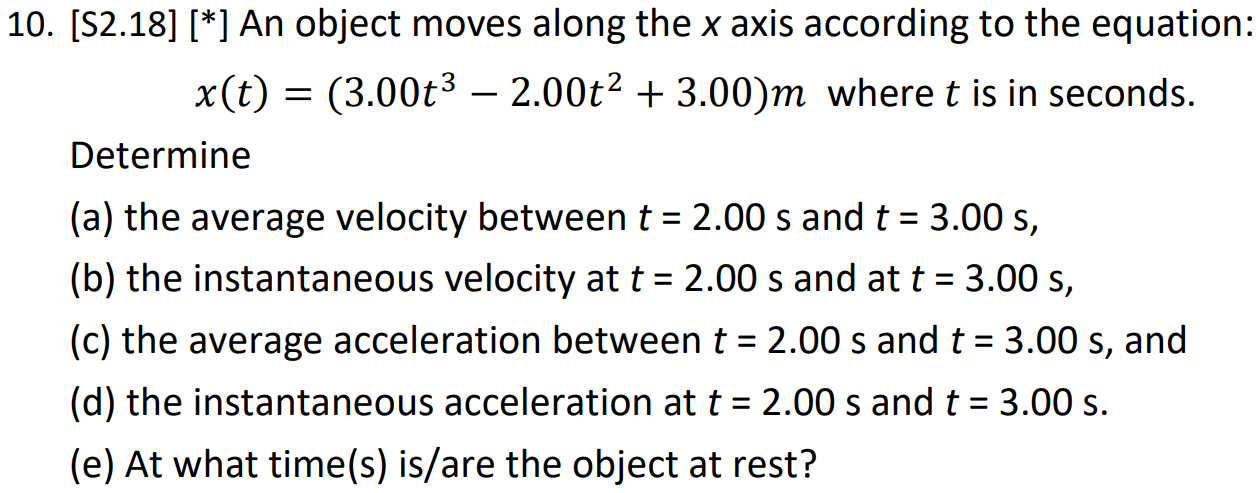 10. [S2.18] [*] An object moves along the x axis according to the equation:
x(t) = (3.00t³ − 2.00t² + 3.00)m where t is in seconds.
Determine
(a) the average velocity between t = 2.00 s and t = 3.00 s,
(b) the instantaneous velocity at t = 2.00 s and at t = 3.00 s,
(c) the average acceleration between t = 2.00 s and t = 3.00 s, and
(d) the instantaneous acceleration at t = 2.00 s and t = 3.00 s.
(e) At what time(s) is/are the object at rest?